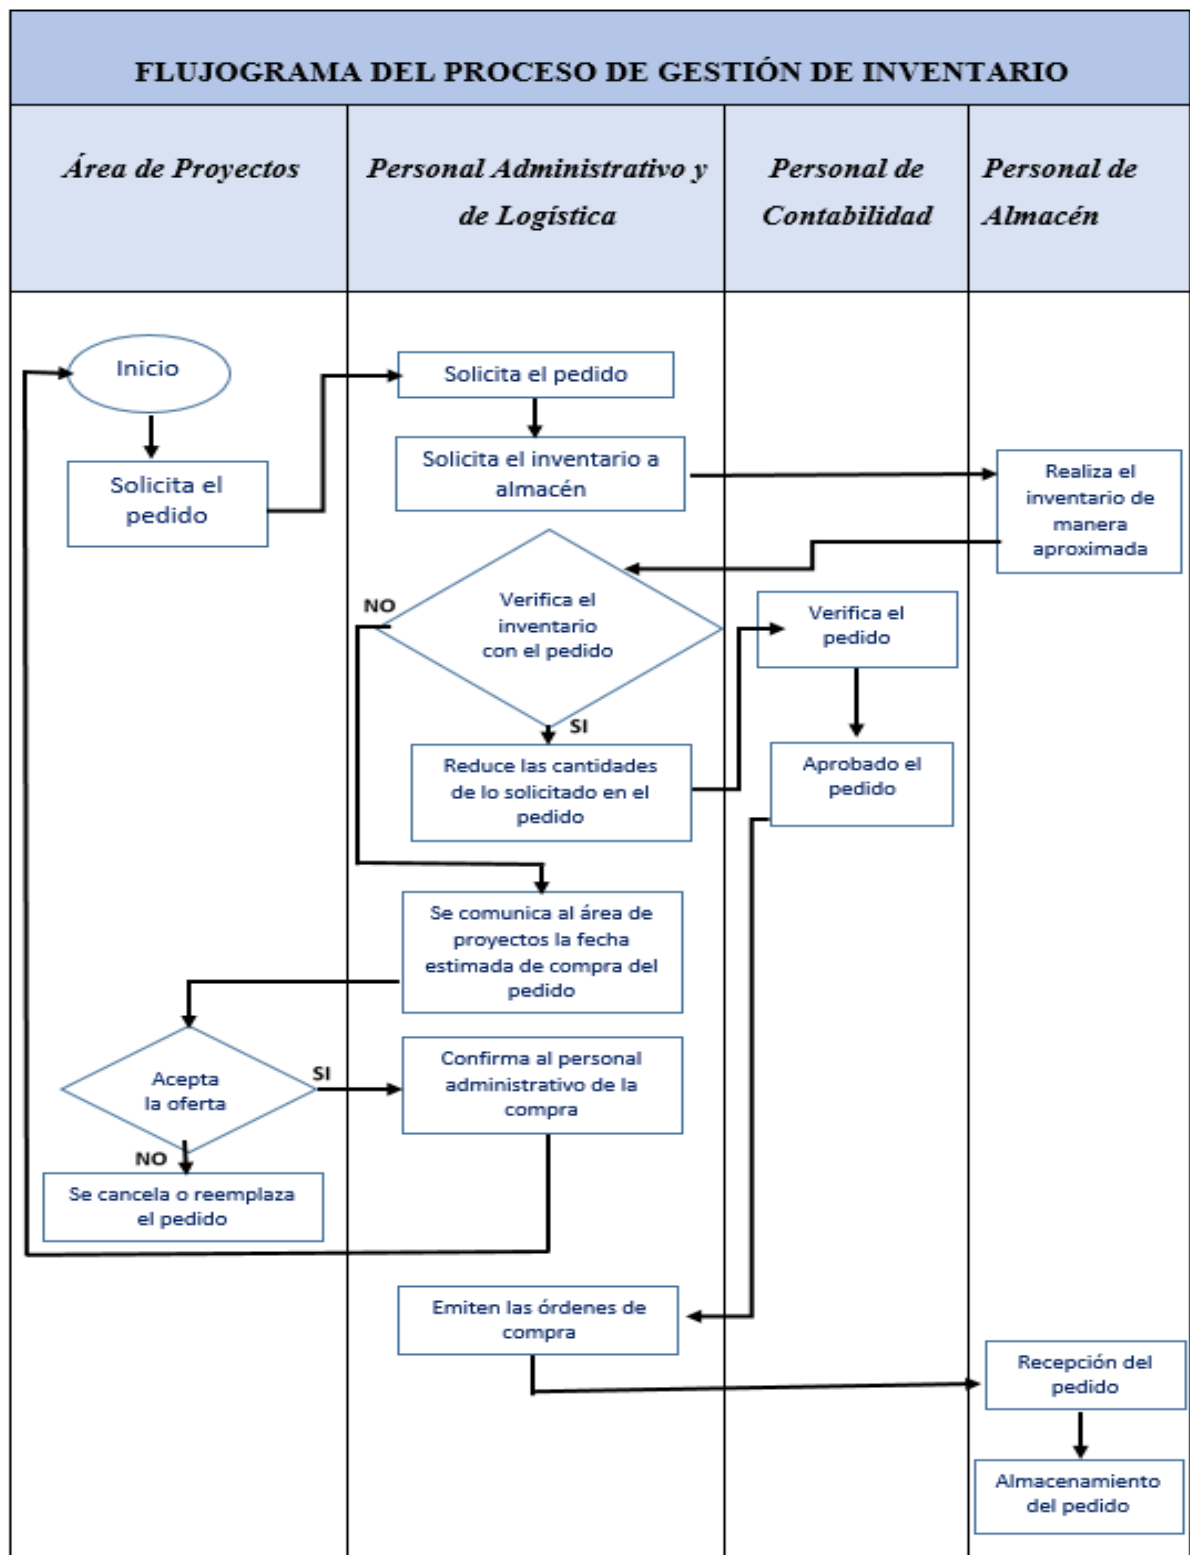 FLUJOGRAMA DEL PROCESO DE GESTIÓN DE INVENTARIO
Área de Proyectos
Personal Administrativo y
de Logística
Personal de
Contabilidad
Personal de
Almacén
Inicio
Solicita el
pedido
Solicita el pedido
Solicita el inventario a
almacén
Realiza el
inventario de
manera
aproximada
Verifica el
inventario
con el pedido
NO
SI
Verifica el
pedido
Reduce las cantidades
de lo solicitado en el
pedido
Aprobado el
pedido
Se comunica al área de
proyectos la fecha
estimada de compra del
pedido
Acepta
la oferta
SI
NO
Confirma al personal
administrativo de la
compra
Se cancela o reemplaza
el pedido
Emiten las órdenes de
compra
Recepción del
pedido
Almacenamiento
del pedido